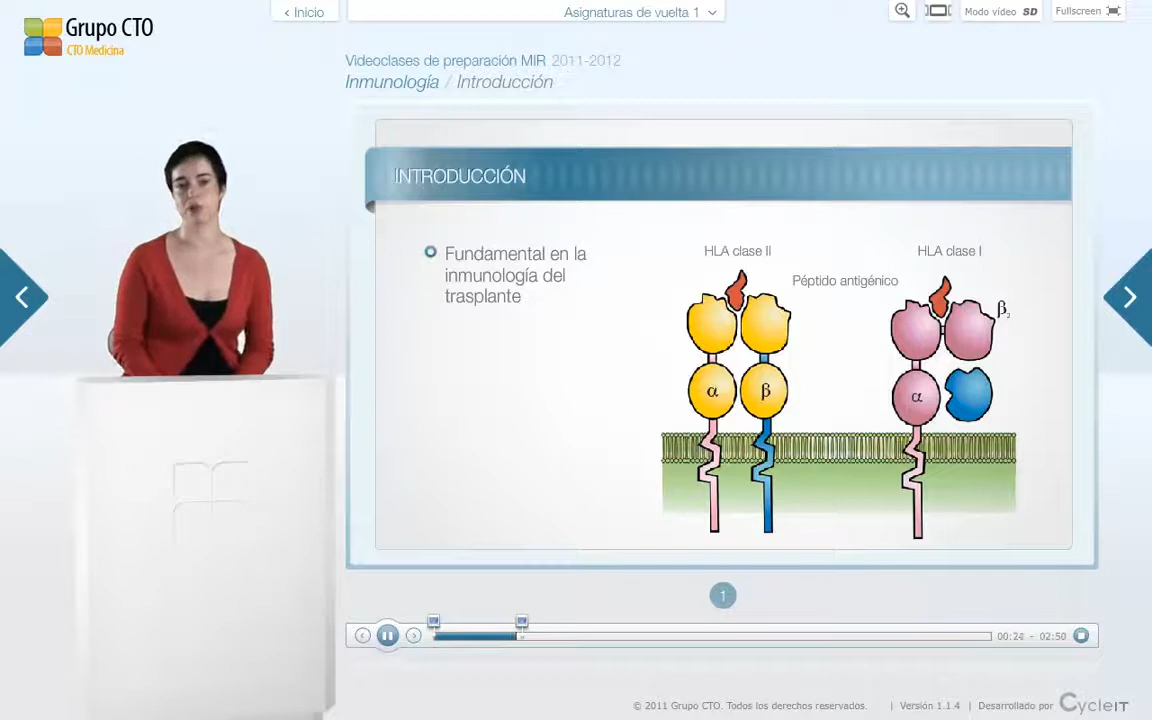 Grupo CTO
CTO Medicina
‹ Inicio
Asignaturas de vuelta 1
Modo vídeo SD
Fullscreen
Videoclases de preparación MIR 2011-2012
Inmunología / Introducción
INTRODUCCIÓN
Fundamental en la
inmunología del
trasplante
HLA clase II
HLA clase I
Péptido antigénico
β2
α
β
α
1
00:24 - 02:50
© 2011 Grupo CTO. Todos los derechos reservados. | Versión 1.1.4 | Desarrollado por CycleIT